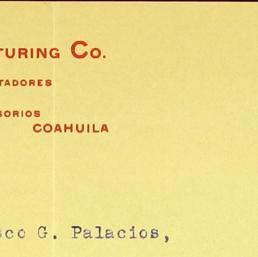 TURING CO.
TADORES
SORIOS
COAHUILA
sco G. Palacios,